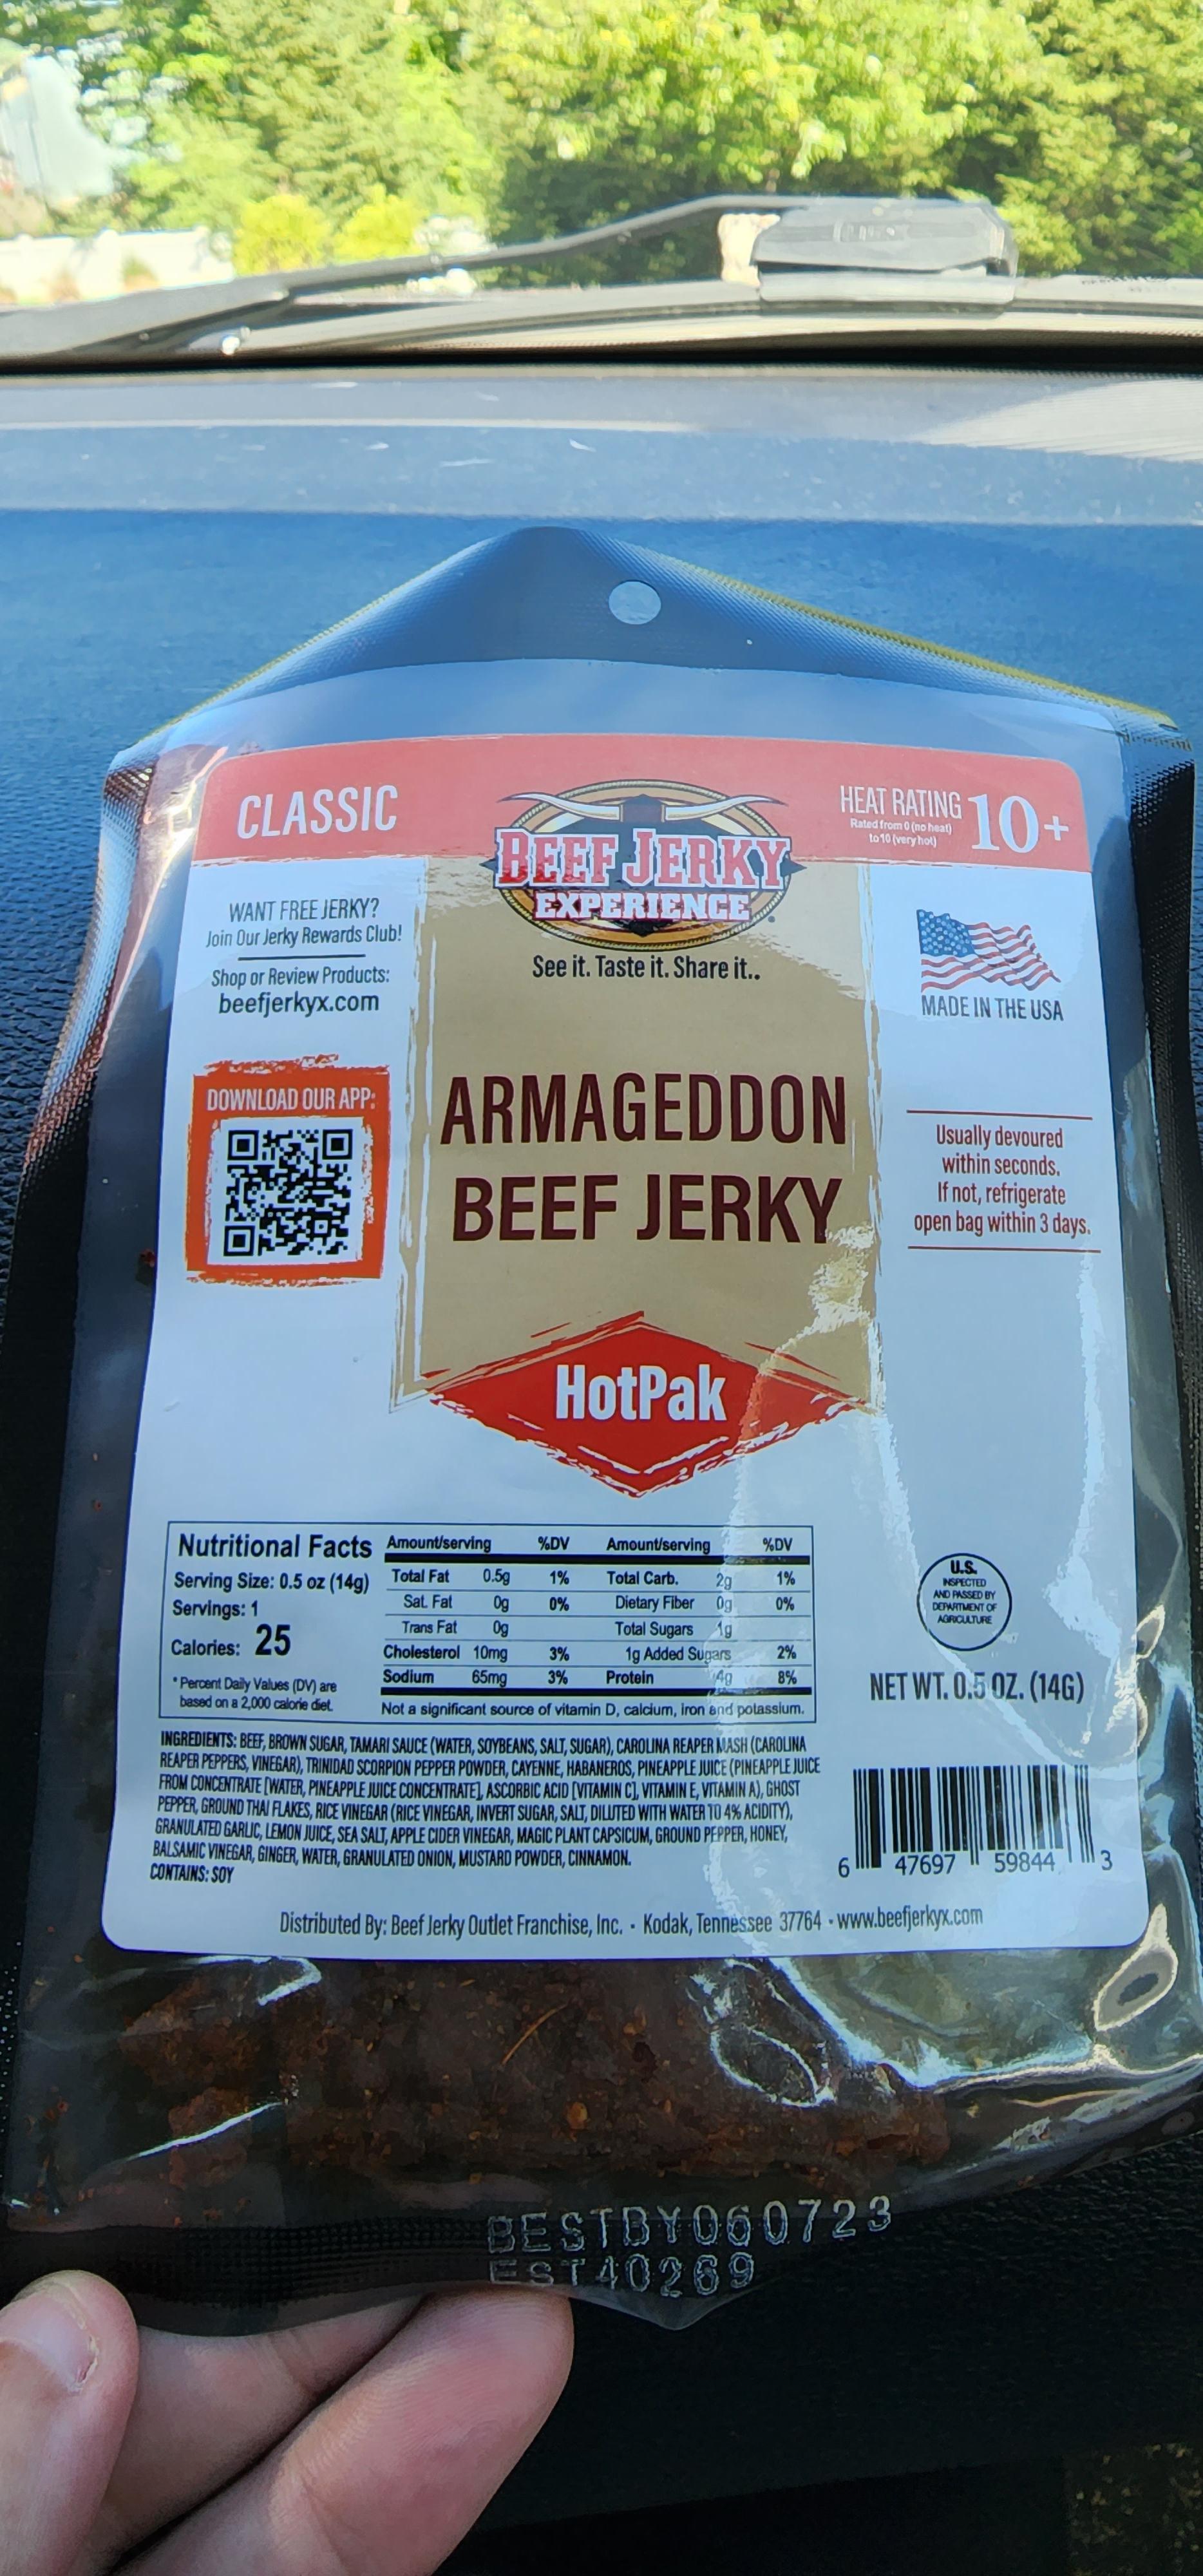 CLASSIC
BEEF JERKY
EXPERIENCE
See it. Taste it. Share it..
HEAT RATING
Rated from 0 (no heat)
to 10 (very hot)
10+
WANT FREE JERKY?
Join Our Jerky Rewards Club!
Shop or Review Products:
beefjerkyx.com
DOWNLOAD OUR APP:
MADE IN THE USA
Usually devoured
within seconds.
If not, refrigerate
open bag within 3 days.
ARMAGEDDON
BEEF JERKY
HotPak
Nutritional Facts
Serving Size: 0.5 oz (14g)
Servings: 1
Calories: 25
* Percent Daily Values (DV) are
based on a 2,000 calorie diet.
Amount/serving %DV Amount/serving %DV
Total Fat 0.5g 1% Total Carb. 2g 1%
Sat. Fat 0g 0% Dietary Fiber 0g 0%
Trans Fat 0g Total Sugars 1g
Cholesterol 10mg 3% 1g Added Sugars 2%
Sodium 65mg 3% Protein 4g 8%
Not a significant source of vitamin D, calcium, iron and potassium.
U.S.
INSPECTED
AND PASSED BY
DEPARTMENT OF
AGRICULTURE
NET WT. 0.5 OZ. (14G)
INGREDIENTS: BEEF, BROWN SUGAR, TAMARI SAUCE (WATER, SOYBEANS, SALT, SUGAR), CAROLINA REAPER MASH (CAROLINA
REAPER PEPPERS, VINEGAR), TRINIDAD SCORPION PEPPER POWDER, CAYENNE, HABANEROS, PINEAPPLE JUICE (PINEAPPLE JUICE
FROM CONCENTRATE [WATER, PINEAPPLE JUICE CONCENTRATE], ASCORBIC ACID [VITAMIN C], VITAMIN E, VITAMIN A), GHOST
PEPPER, GROUND THAI FLAKES, RICE VINEGAR (RICE VINEGAR, INVERT SUGAR, SALT, DILUTED WITH WATER TO 4% ACIDITY),
GRANULATED GARLIC, LEMON JUICE, SEA SALT, APPLE CIDER VINEGAR, MAGIC PLANT CAPSICUM, GROUND PEPPER, HONEY,
BALSAMIC VINEGAR, GINGER, WATER, GRANULATED ONION, MUSTARD POWDER, CINNAMON.
CONTAINS: SOY
6 47697 59844 3
Distributed By: Beef Jerky Outlet Franchise, Inc. • Kodak, Tennessee 37764 • www.beefjerkyx.com
BESTBY060723
EST40269